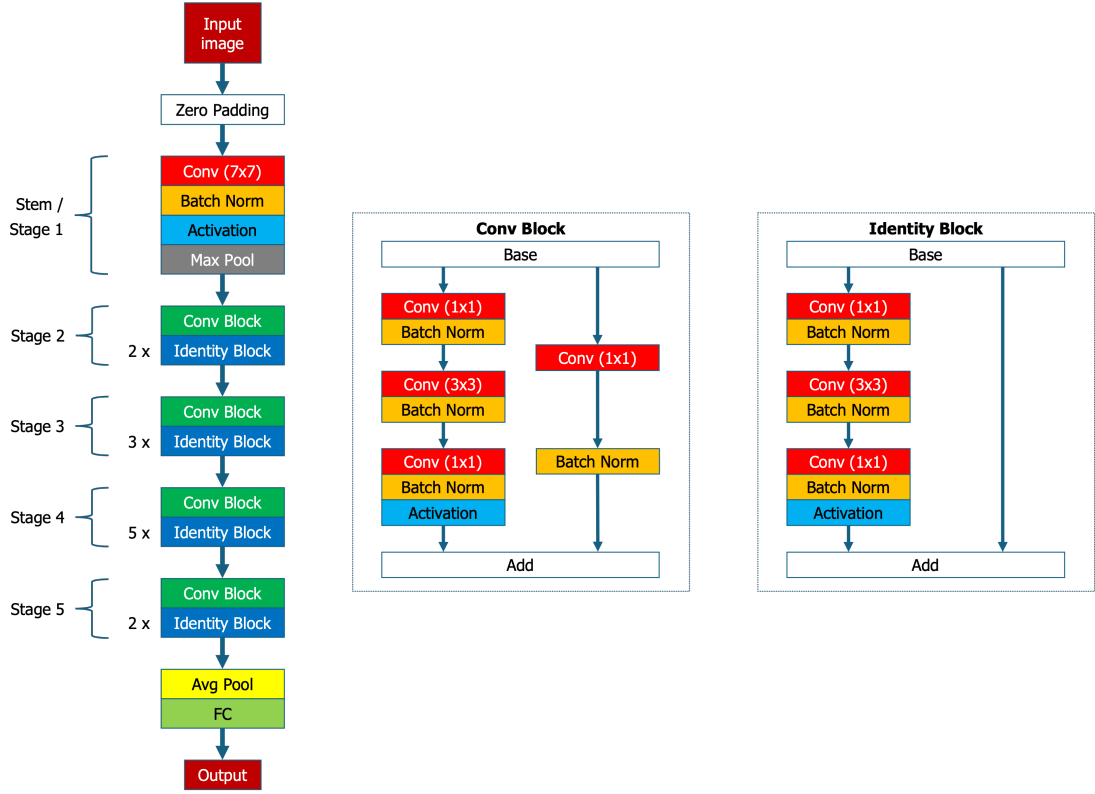 Input
image
Zero Padding
Stem /
Stage 1
Conv (7x7)
Batch Norm
Activation
Max Pool
Stage 2
Conv Block
2 x
Identity Block
Stage 3
Conv Block
3 x
Identity Block
Stage 4
Conv Block
5 x
Identity Block
Stage 5
Conv Block
2 x
Identity Block
Avg Pool
FC
Output
Conv Block
Base
Conv (1x1)
Batch Norm
Conv (3x3)
Batch Norm
Conv (1x1)
Batch Norm
Activation
Conv (1x1)
Batch Norm
Add
Identity Block
Base
Conv (1x1)
Batch Norm
Conv (3x3)
Batch Norm
Conv (1x1)
Batch Norm
Activation
Add